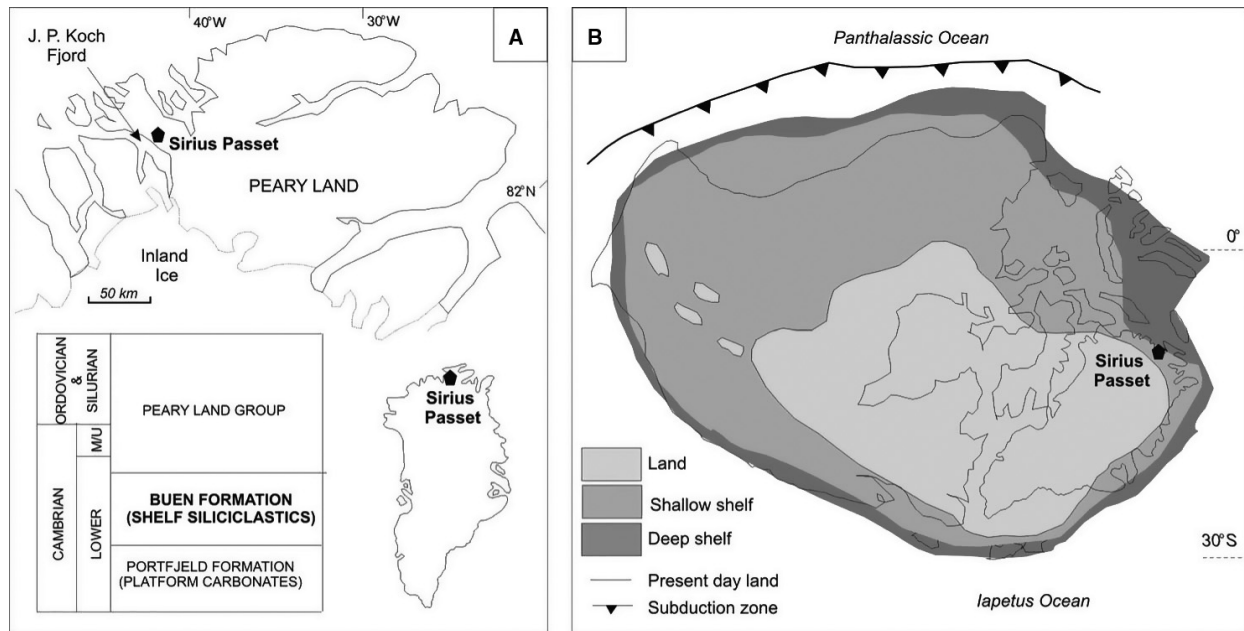 40°W
30°W
A
J. P. Koch
Fjord
Sirius Passet
PEARY LAND
82°N
Inland
Ice
50 km
ORDOVICIAN
&
SILURIAN
PEARY LAND GROUP
M/U
CAMBRIAN
LOWER
BUEN FORMATION
(SHELF SILICICLASTICS)
PORTFJELD FORMATION
(PLATFORM CARBONATES)
Sirius
Passet
B
Panthalassic Ocean
0°
Sirius
Passet
Land
Shallow shelf
Deep shelf
30°S
Present day land
Subduction zone
Iapetus Ocean